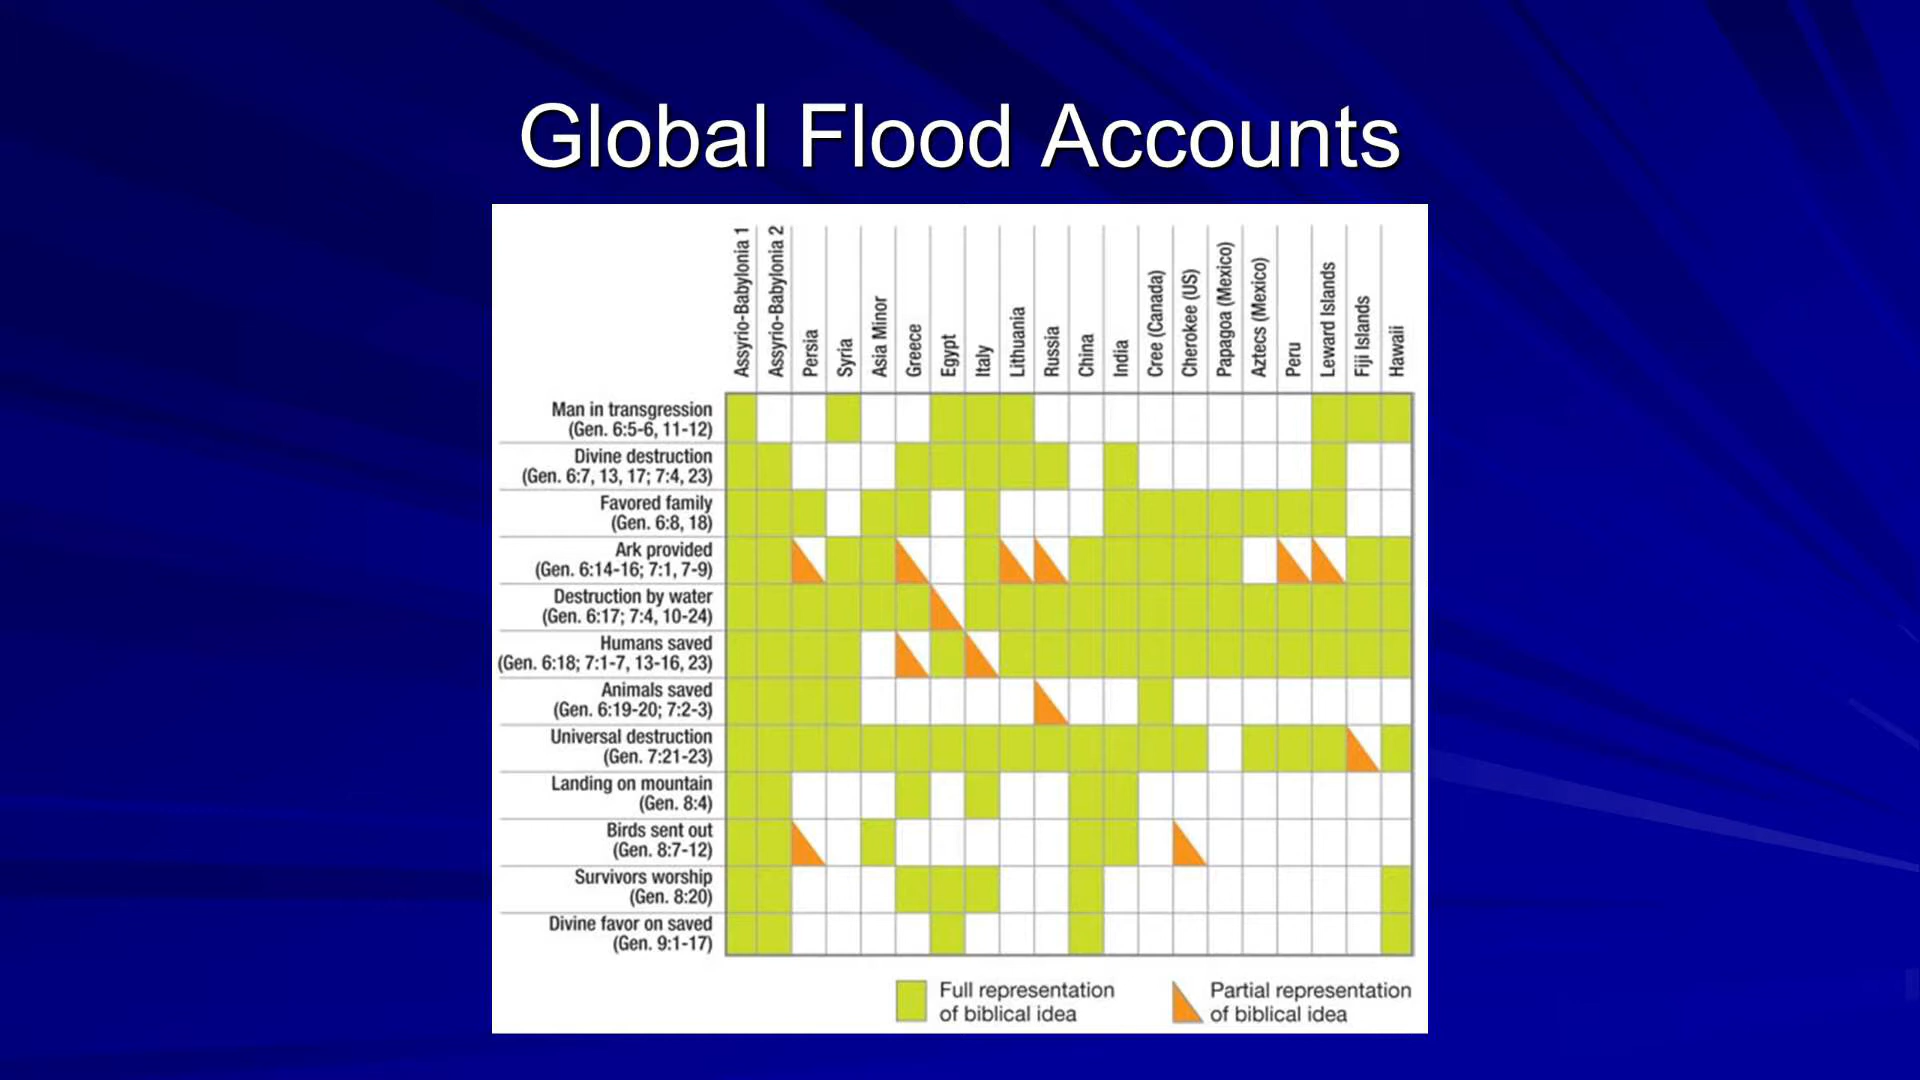 Global Flood Accounts
Assyrio-Babylonia 1
Assyrio-Babylonia 2
Persia
Syria
Asia Minor
Greece
Egypt
Italy
Lithuania
Russia
China
India
Cree (Canada)
Cherokee (US)
Papagoa (Mexico)
Aztecs (Mexico)
Peru
Leward Islands
Fiji Islands
Hawaii
Man in transgression
(Gen. 6:5-6, 11-12)
Divine destruction
(Gen. 6:7, 13, 17; 7:4, 23)
Favored family
(Gen. 6:8, 18)
Ark provided
(Gen. 6:14-16; 7:1, 7-9)
Destruction by water
(Gen. 6:17; 7:4, 10-24)
Humans saved
(Gen. 6:18; 7:1-7, 13-16, 23)
Animals saved
(Gen. 6:19-20; 7:2-3)
Universal destruction
(Gen. 7:21-23)
Landing on mountain
(Gen. 8:4)
Birds sent out
(Gen. 8:7-12)
Survivors worship
(Gen. 8:20)
Divine favor on saved
(Gen. 9:1-17)
Full representation
of biblical idea
Partial representation
of biblical idea